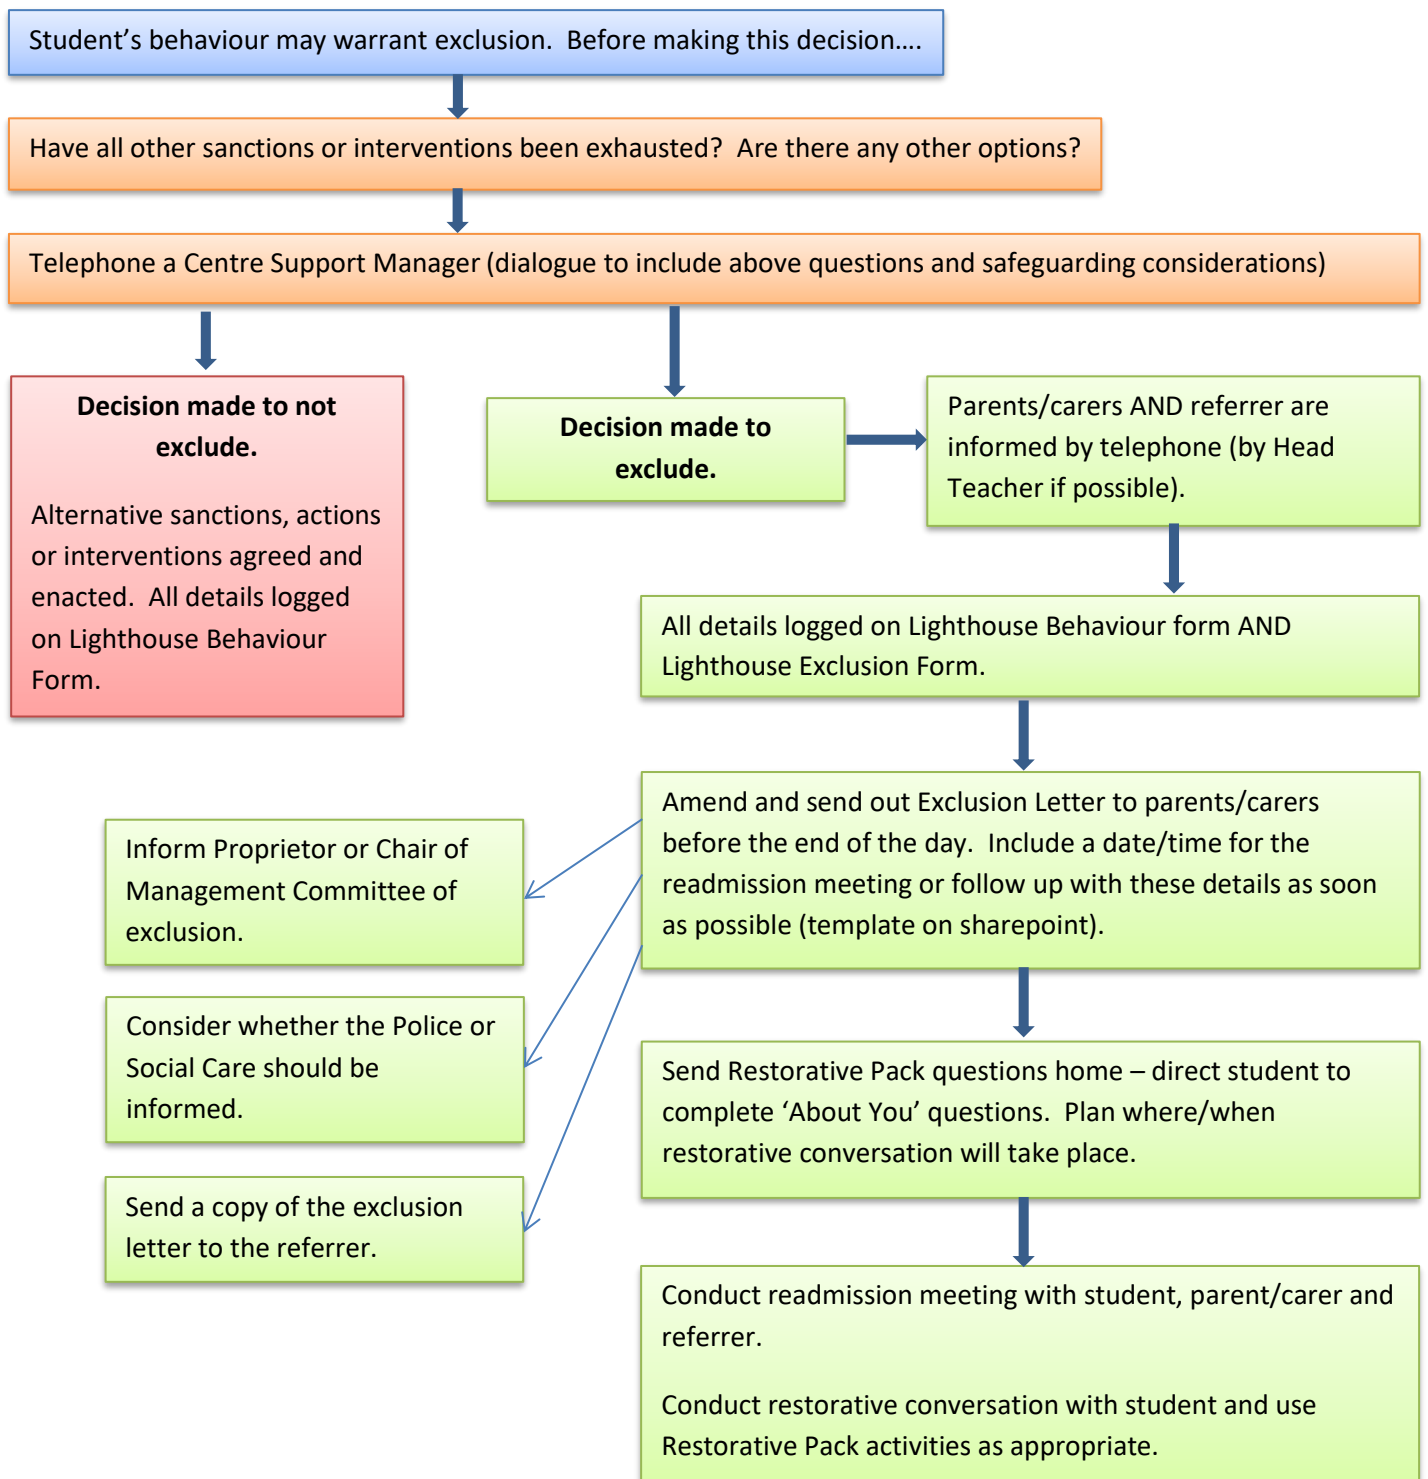 Student’s behaviour may warrant exclusion.  Before making this decision….
Have all other sanctions or interventions been exhausted?  Are there any other options?
Telephone a Centre Support Manager (dialogue to include above questions and safeguarding considerations)
Decision made to not
exclude.
Alternative sanctions, actions
or interventions agreed and
enacted.  All details logged
on Lighthouse Behaviour
Form.
Decision made to
exclude.
Parents/carers AND referrer are
informed by telephone (by Head
Teacher if possible).
All details logged on Lighthouse Behaviour form AND
Lighthouse Exclusion Form.
Amend and send out Exclusion Letter to parents/carers
before the end of the day.  Include a date/time for the
readmission meeting or follow up with these details as soon
as possible (template on sharepoint).
Inform Proprietor or Chair of
Management Committee of
exclusion.
Consider whether the Police or
Social Care should be
informed.
Send a copy of the exclusion
letter to the referrer.
Send Restorative Pack questions home – direct student to
complete ‘About You’ questions.  Plan where/when
restorative conversation will take place.
Conduct readmission meeting with student, parent/carer and
referrer.
Conduct restorative conversation with student and use
Restorative Pack activities as appropriate.